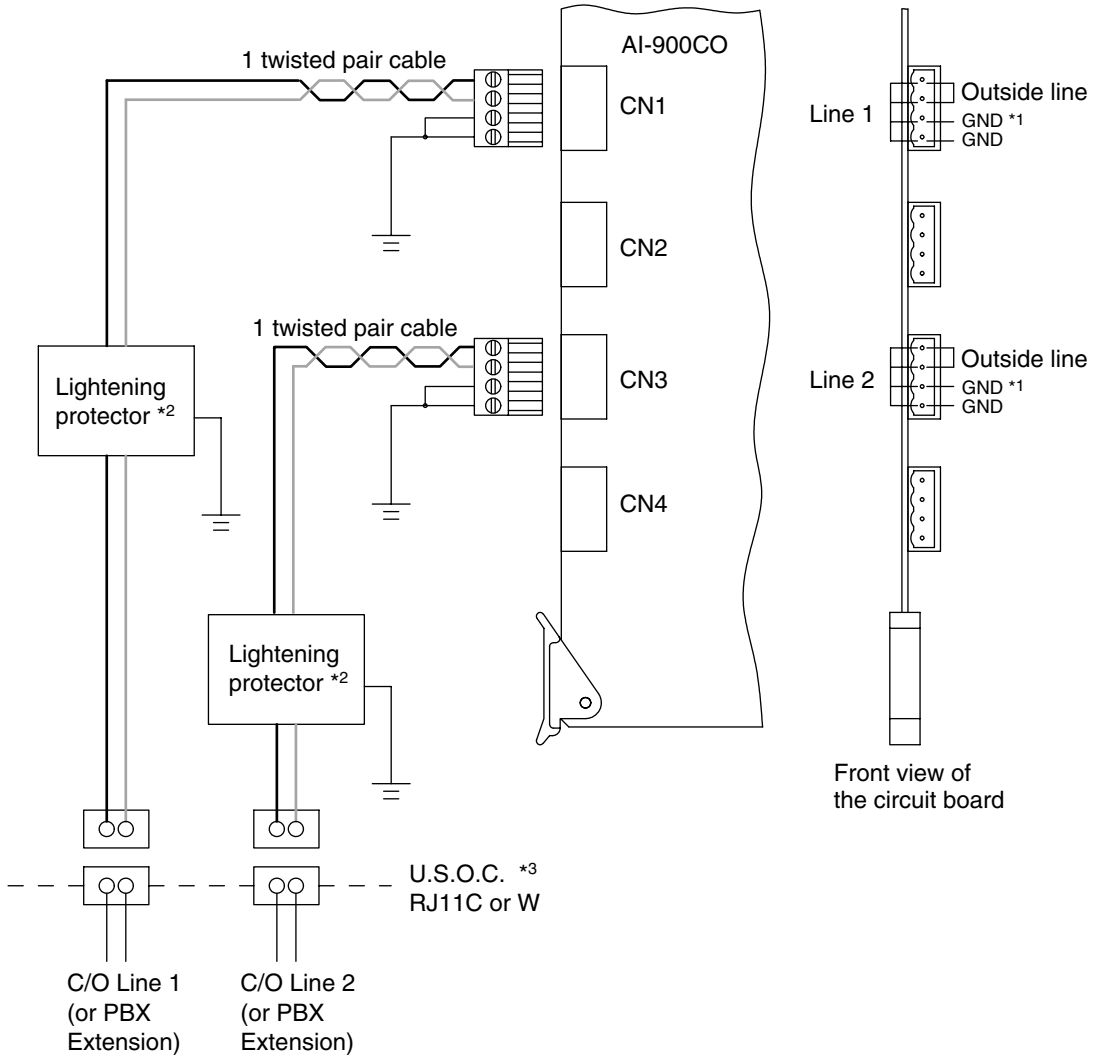 AI-900CO
1 twisted pair cable
CN1
Line 1
Outside line
GND *1
GND
CN2
1 twisted pair cable
CN3
Line 2
Outside line
GND *1
GND
Lightening
protector *2
CN4
Lightening
protector *2
Front view of
the circuit board
U.S.O.C. *3
RJ11C or W
C/O Line 1
(or PBX
Extension)
C/O Line 2
(or PBX
Extension)